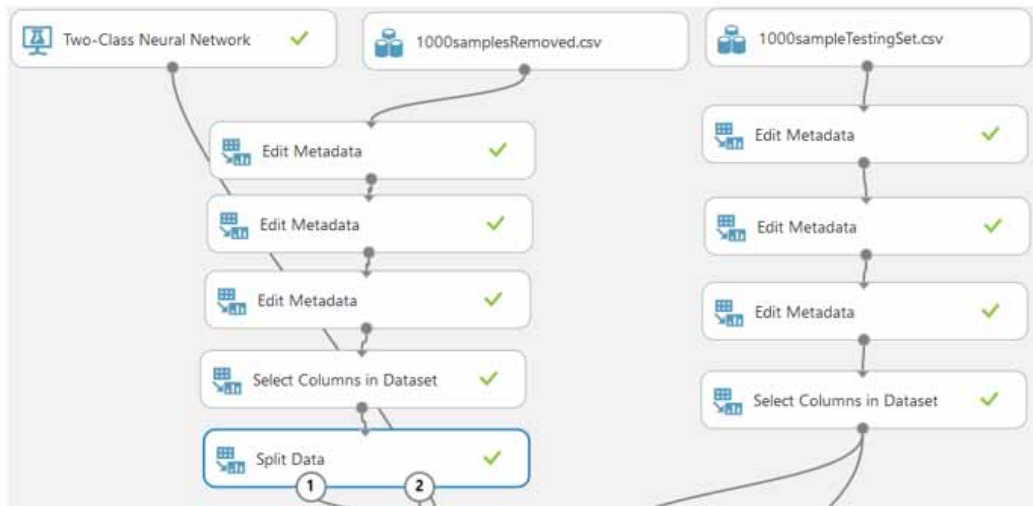 Two-Class Neural Network
1000samplesRemoved.csv
1000sampleTestingSet.csv
Edit Metadata
Edit Metadata
Edit Metadata
Edit Metadata
Edit Metadata
Edit Metadata
Select Columns in Dataset
Select Columns in Dataset
Split Data
1
2